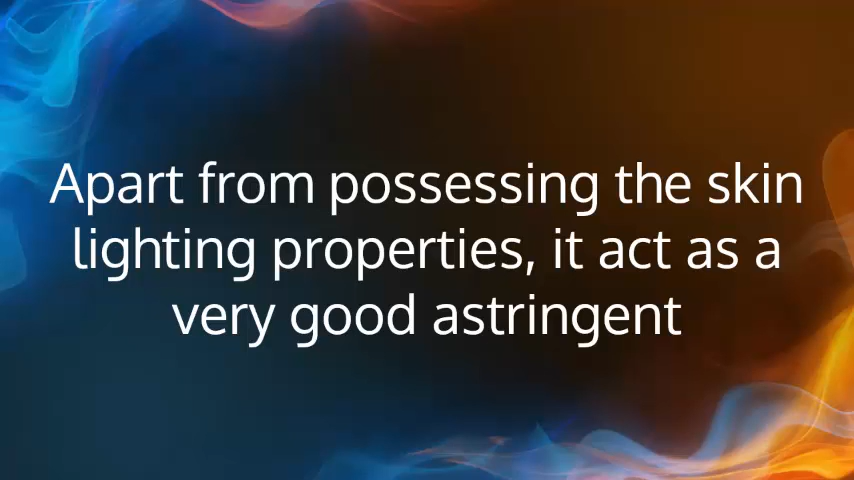 Apart from possessing the skin
lighting properties, it act as a
very good astringent